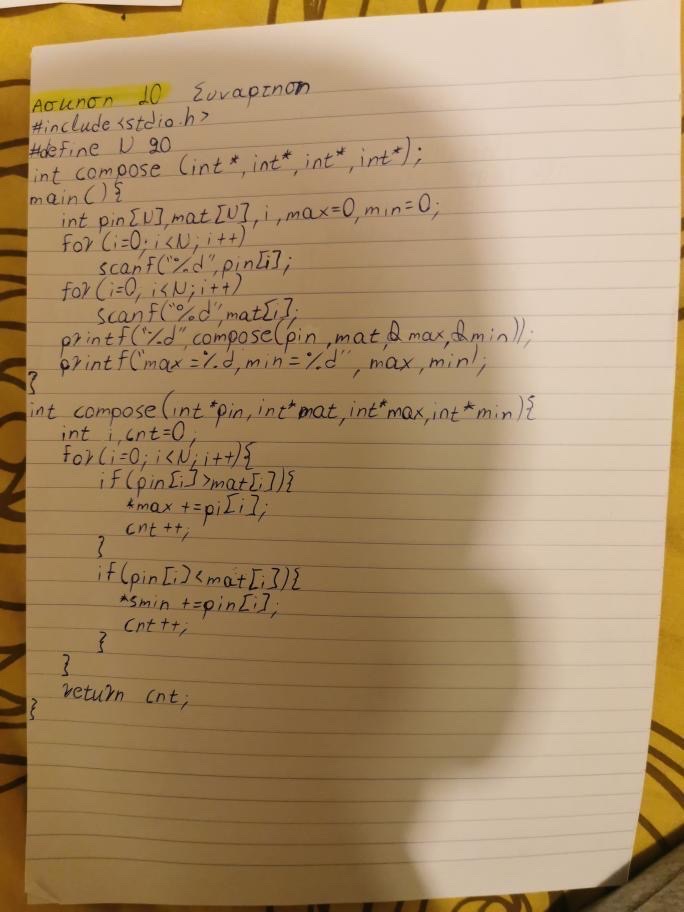 Ασκηση 10 Συναρτηση
#include <stdio.h>
#define N 20
int compose (int*, int*, int*, int*);
main(){
int pin[N],mat[N],i,max=0,min=0;
for (i=0; i<N; i++)
scanf("%d",pin[i];
for(i=0, i<N; i++)
scanf("%d",mat[i];
printf("%d",compose(pin,mat,&max,&min));
printf("max=%d,min=%d", max,min);
}
int compose(int*pin,int*mat,int*max,int*min){
int i,cnt=0;
for(i=0;i<N;i++){
if(pin[i]>mat[i]){
*max +=pi[i];
cnt++;
}
if(pin[i]<mat[i]){
*smin +=pin[i];
cnt++;
}
}
return cnt;
}